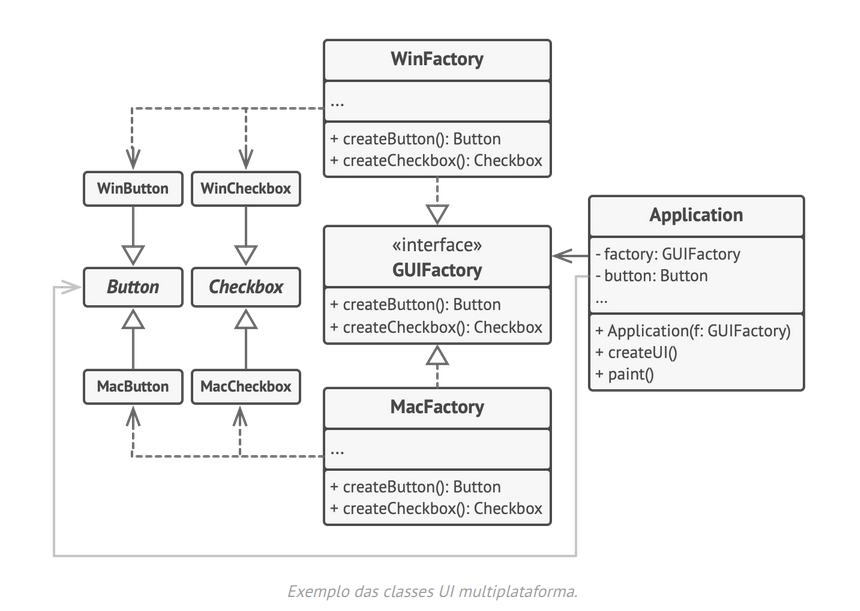 WinFactory
...
+ createButton(): Button
+ createCheckbox(): Checkbox
WinButton
WinCheckbox
Button
Checkbox
MacButton
MacCheckbox
«interface»
GUIFactory
+ createButton(): Button
+ createCheckbox(): Checkbox
Application
- factory: GUIFactory
- button: Button
...
+ Application(f: GUIFactory)
+ createUI()
+ paint()
MacFactory
...
+ createButton(): Button
+ createCheckbox(): Checkbox
Exemplo das classes UI multiplataforma.